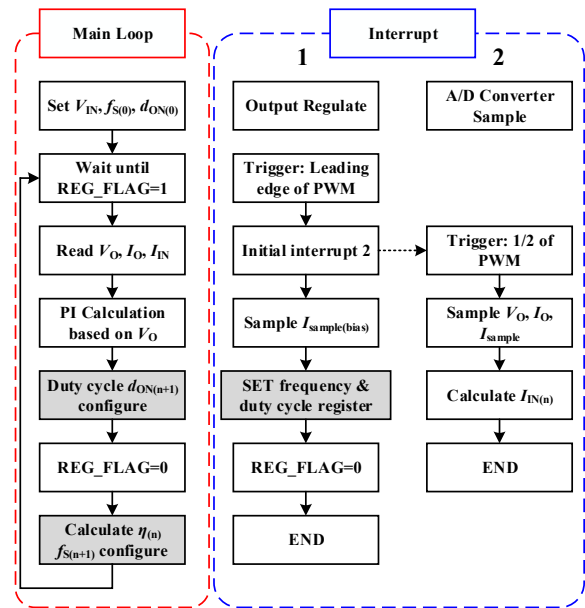 Main Loop
Set V_IN, f_S(0), d_ON(0)
Wait until
REG_FLAG=1
Read V_O, I_O, I_IN
PI Calculation
based on V_O
Duty cycle d_ON(n+1)
configure
REG_FLAG=0
Calculate η_(n)
f_S(n+1) configure
Interrupt
1
Output Regulate
Trigger: Leading
edge of PWM
Initial interrupt 2
Sample I_sample(bias)
SET frequency &
duty cycle register
REG_FLAG=0
END
2
A/D Converter
Sample
Trigger: 1/2 of
PWM
Sample V_O, I_O,
I_sample
Calculate I_IN(n)
END